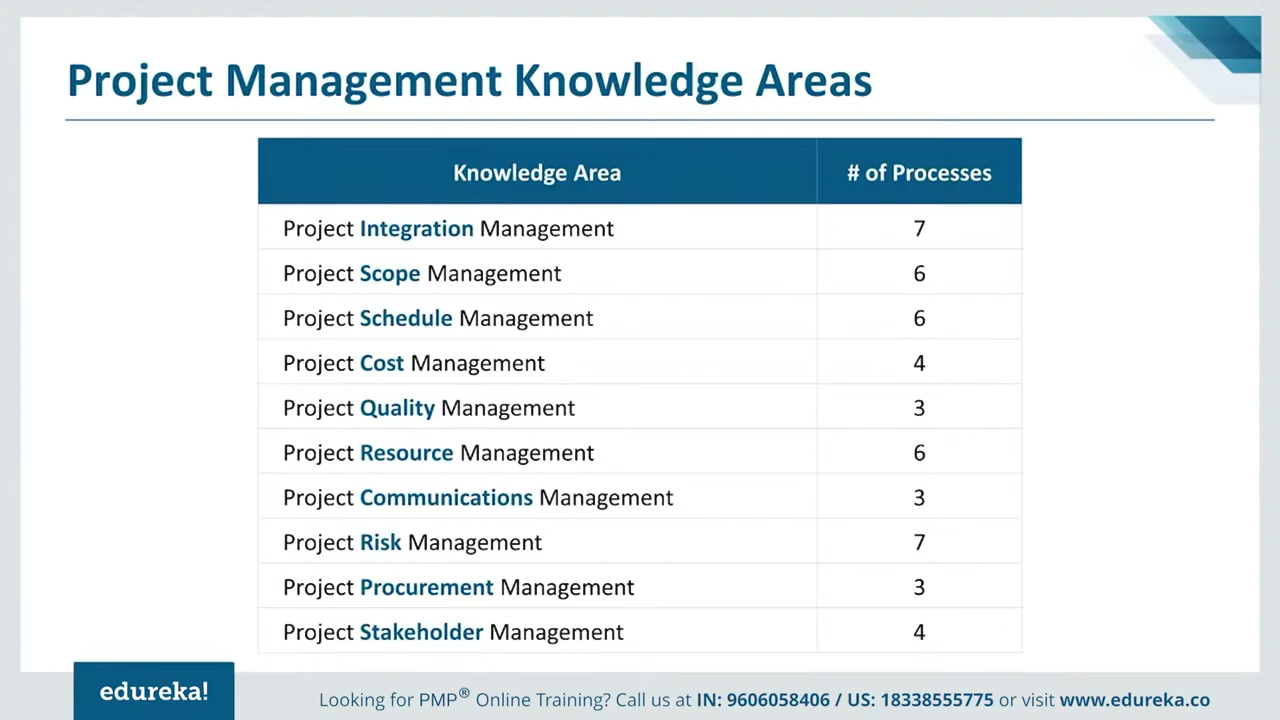 Project Management Knowledge Areas
Knowledge Area # of Processes
Project Integration Management 7
Project Scope Management 6
Project Schedule Management 6
Project Cost Management 4
Project Quality Management 3
Project Resource Management 6
Project Communications Management 3
Project Risk Management 7
Project Procurement Management 3
Project Stakeholder Management 4
edureka!
Looking for PMP® Online Training? Call us at IN: 9606058406 / US: 18338555775 or visit www.edureka.co